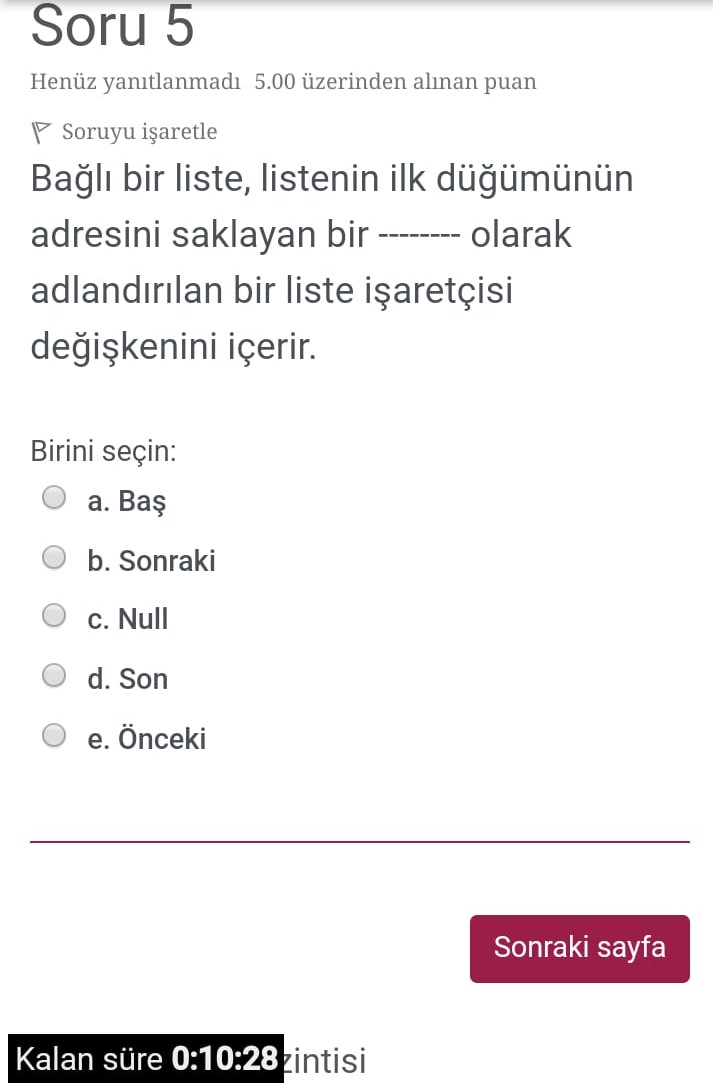 Soru 5
Henüz yanıtlanmadı 5.00 üzerinden alınan puan
Soruyu işaretle
Bağlı bir liste, listenin ilk düğümünün
adresini saklayan bir -------- olarak
adlandırılan bir liste işaretçisi
değişkenini içerir.
Birini seçin:
a. Baş
b. Sonraki
c. Null
d. Son
e. Önceki
Sonraki sayfa
Kalan süre 0:10:28